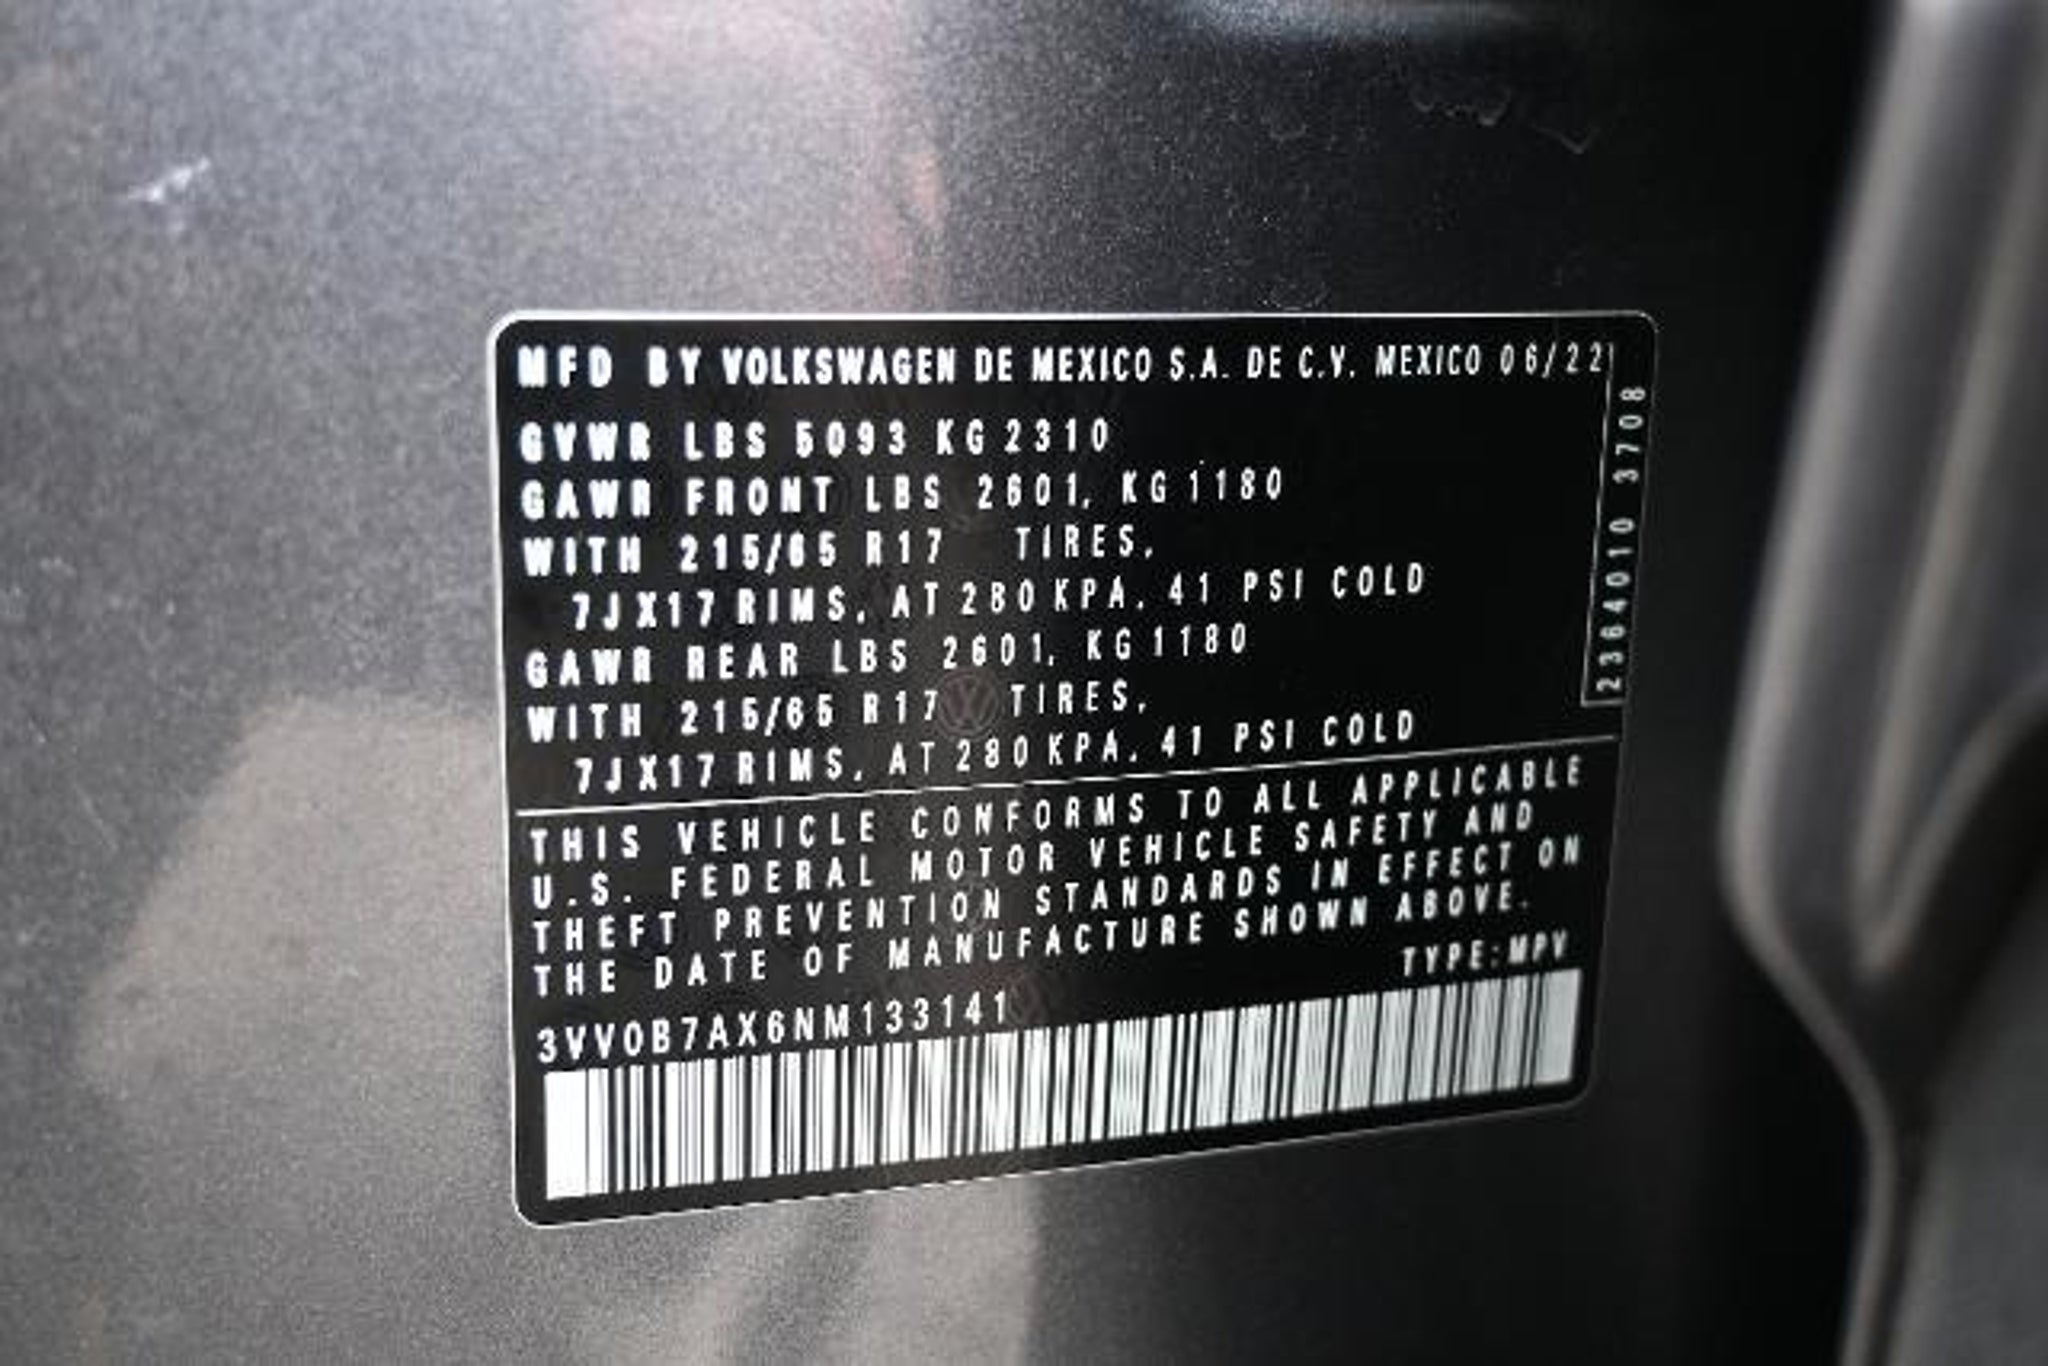 MFD BY VOLKSWAGEN DE MEXICO S.A. DE C.V. MEXICO 06/22
GVWR LBS 5093 KG 2310
GAWR FRONT LBS 2601, KG 1180
WITH 215/65 R17 TIRES,
7JX17 RIMS, AT 280 KPA, 41 PSI COLD
GAWR REAR LBS 2601, KG 1180
WITH 215/65 R17 TIRES,
7JX17 RIMS, AT 280 KPA, 41 PSI COLD
2364010 3708
THIS VEHICLE CONFORMS TO ALL APPLICABLE
U.S. FEDERAL MOTOR VEHICLE SAFETY AND
THEFT PREVENTION STANDARDS IN EFFECT ON
THE DATE OF MANUFACTURE SHOWN ABOVE.
TYPE:MPV
3VV0B7AX6NM133141